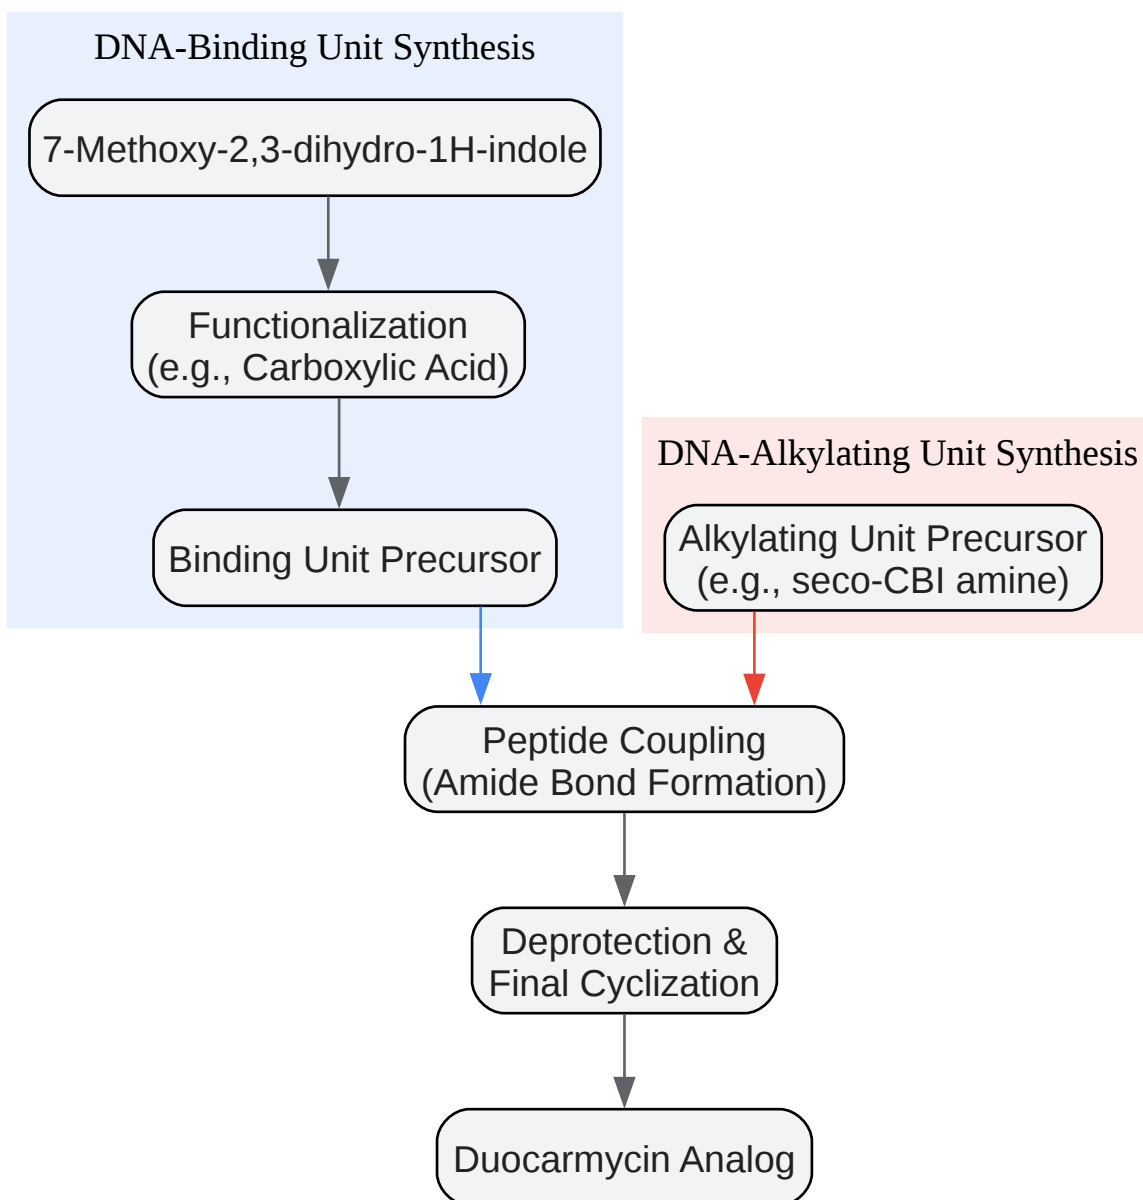 DNA-Binding Unit Synthesis
7-Methoxy-2,3-dihydro-1H-indole
Functionalization
(e.g., Carboxylic Acid)
Binding Unit Precursor
DNA-Alkylating Unit Synthesis
Alkylating Unit Precursor
(e.g., seco-CBI amine)
Peptide Coupling
(Amide Bond Formation)
Deprotection &
Final Cyclization
Duocarmycin Analog